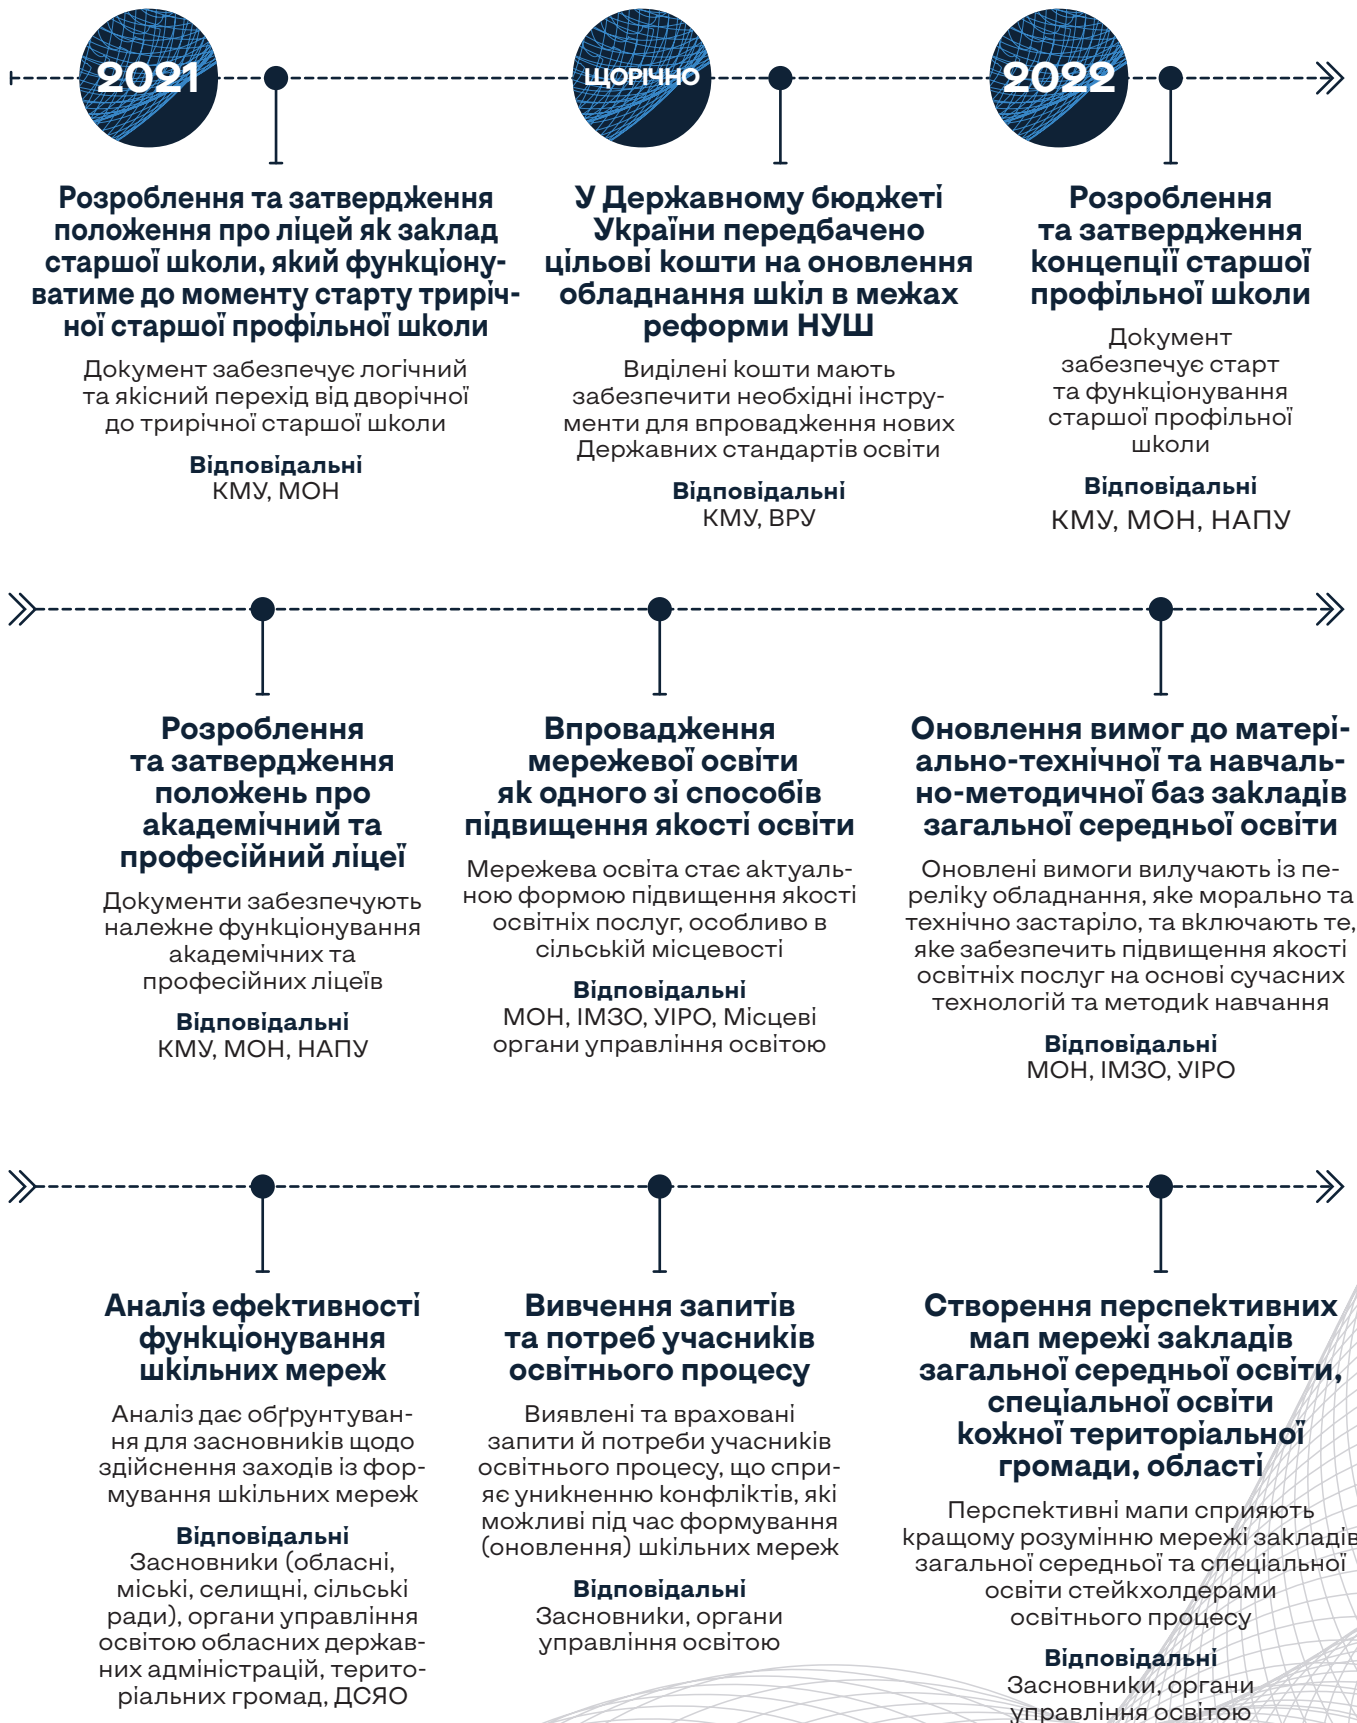 2021
ЩОРІЧНО
2022
Розроблення та затвердження
положення про ліцей як заклад
старшої школи, який функціону-
ватиме до моменту старту триріч-
ної старшої профільної школи
Документ забезпечує логічний
та якісний перехід від дворічної
до трирічної старшої школи
Відповідальні
КМУ, МОН
У Державному бюджеті
України передбачено
цільові кошти на оновлення
обладнання шкіл в межах
реформи НУШ
Виділені кошти мають
забезпечити необхідні інстру-
менти для впровадження нових
Державних стандартів освіти
Відповідальні
КМУ, ВРУ
Розроблення
та затвердження
концепції старшої
профільної школи
Документ
забезпечує старт
та функціонування
старшої профільної
школи
Відповідальні
КМУ, МОН, НАПУ
Розроблення
та затвердження
положень про
академічний та
професійний ліцеї
Документи забезпечують
належне функціонування
академічних та
професійних ліцеїв
Відповідальні
КМУ, МОН, НАПУ
Впровадження
мережевої освіти
як одного зі способів
підвищення якості освіти
Мережева освіта стає актуаль-
ною формою підвищення якості
освітніх послуг, особливо в
сільській місцевості
Відповідальні
МОН, ІМЗО, УІРО, Місцеві
органи управління освітою
Оновлення вимог до матері-
ально-технічної та навчаль-
но-методичної баз закладів
загальної середньої освіти
Оновлені вимоги вилучають із пе-
реліку обладнання, яке морально та
технічно застаріло, та включають те,
яке забезпечить підвищення якості
освітніх послуг на основі сучасних
технологій та методик навчання
Відповідальні
МОН, ІМЗО, УІРО
Аналіз ефективності
функціонування
шкільних мереж
Аналіз дає обґрунтуван-
ня для засновників щодо
здійснення заходів із фор-
мування шкільних мереж
Відповідальні
Засновники (обласні,
міські, селищні, сільські
ради), органи управління
освітою обласних держав-
них адміністрацій, терито-
ріальних громад, ДСЯО
Вивчення запитів
та потреб учасників
освітнього процесу
Виявлені та враховані
запити й потреби учасників
освітнього процесу, що спри-
яє уникненню конфліктів, які
можливі під час формування
(оновлення) шкільних мереж
Відповідальні
Засновники, органи
управління освітою
Створення перспективних
мап мережі закладів
загальної середньої освіти,
спеціальної освіти
кожної територіальної
громади, області
Перспективні мапи сприяють
кращому розумінню мережі закладів
загальної середньої та спеціальної
освіти стейкхолдерами
освітнього процесу
Відповідальні
Засновники, органи
управління освітою